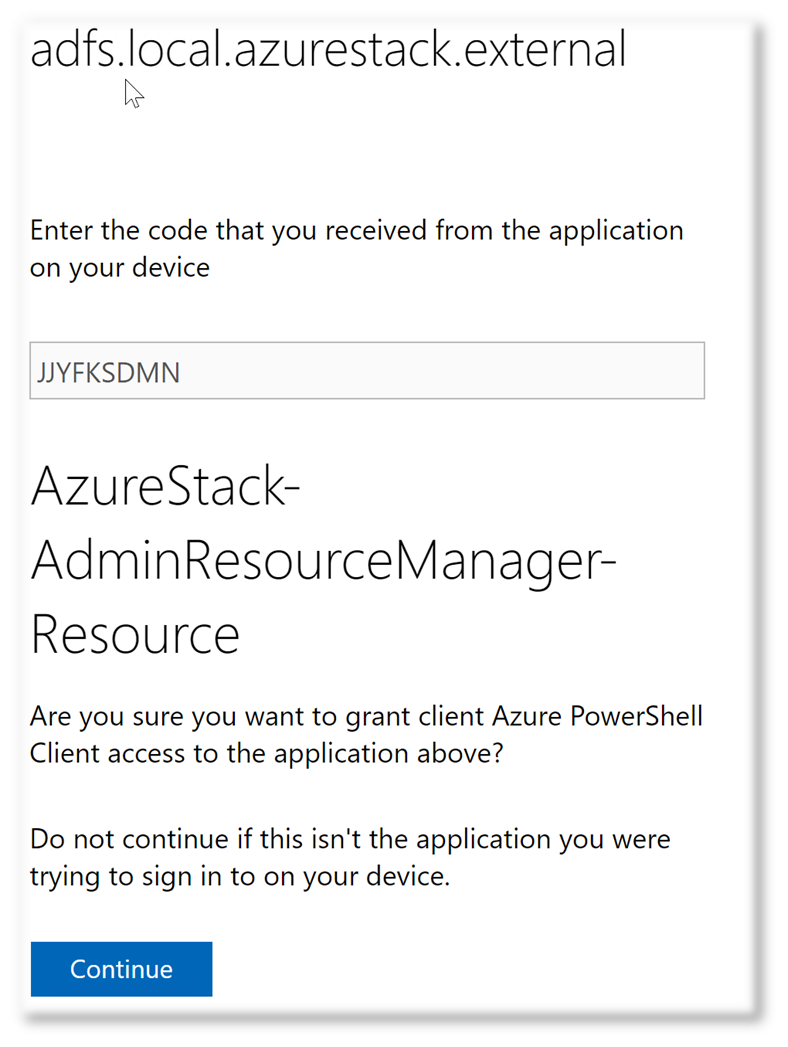 adfs.local.azurestack.external
Enter the code that you received from the application
on your device
JJYFKSDMN
AzureStack-
AdminResourceManager-
Resource
Are you sure you want to grant client Azure PowerShell
Client access to the application above?
Do not continue if this isn't the application you were
trying to sign in to on your device.
Continue